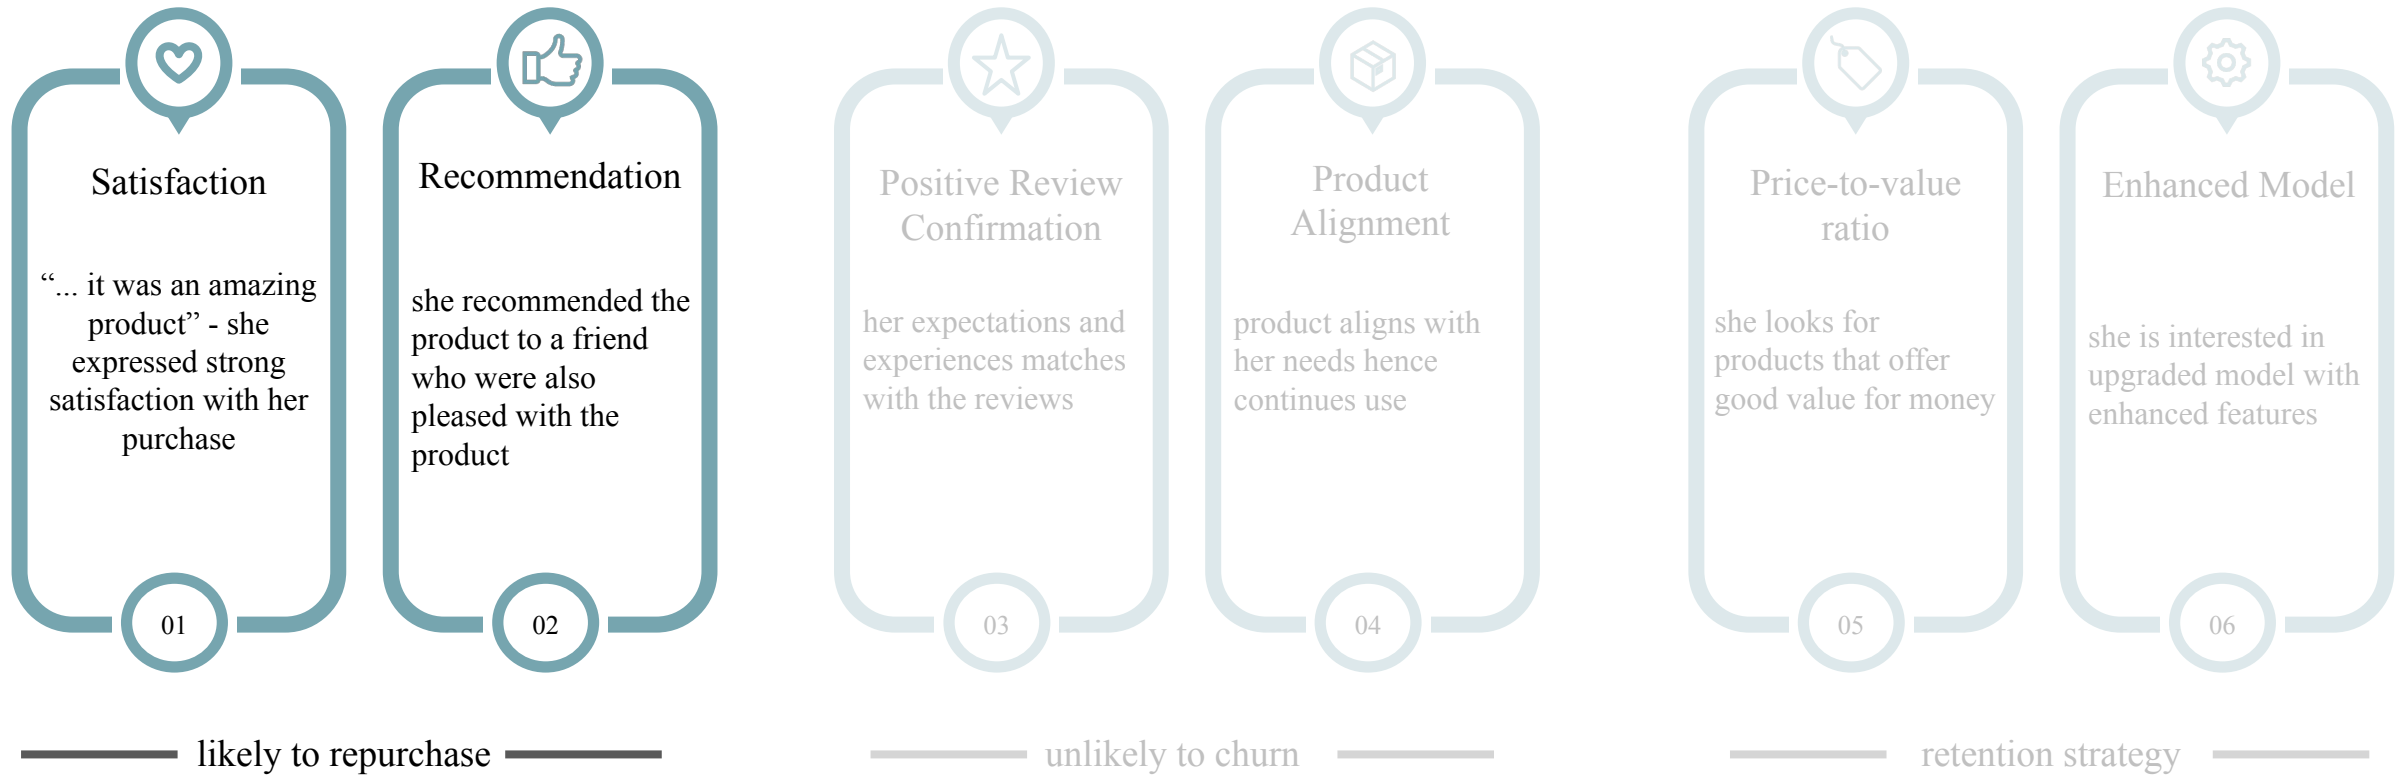 Satisfaction
“... it was an amazing
product” - she
expressed strong
satisfaction with her
purchase
01
Recommendation
she recommended the
product to a friend
who were also
pleased with the
product
02
likely to repurchase
Positive Review
Confirmation
her expectations and
experiences matches
with the reviews
03
Product
Alignment
product aligns with
her needs hence
continues use
04
unlikely to churn
Price-to-value
ratio
she looks for
products that offer
good value for money
05
Enhanced Model
she is interested in
upgraded model with
enhanced features
06
retention strategy